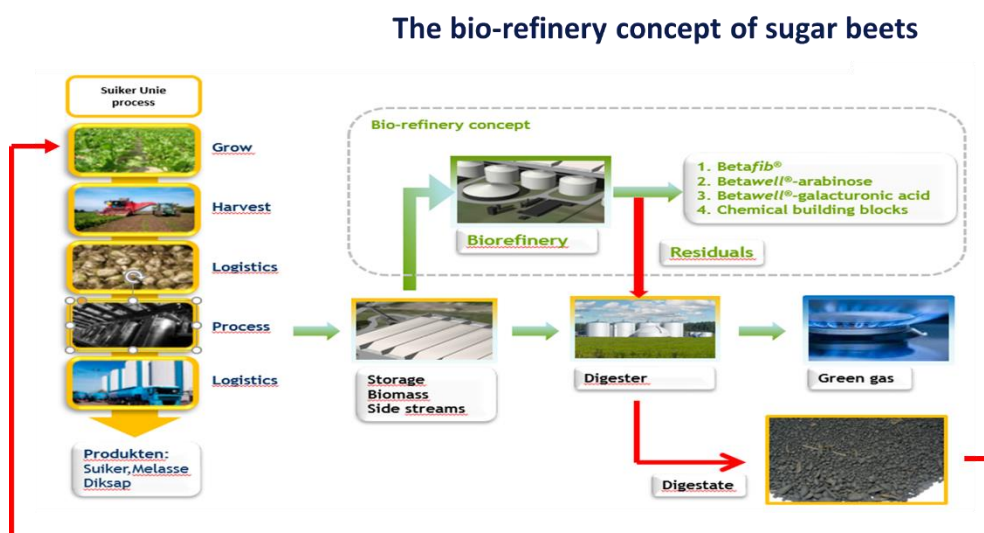 The bio-refinery concept of sugar beets
Suiker Unie
process
Grow
Harvest
Logistics
Process
Logistics
Produkten:
Suiker,Melasse
Diksap
Bio-refinery concept
Biorefinery
1. Betafib®
2. Betawell®-arabinose
3. Betawell®-galacturonic acid
4. Chemical building blocks
Residuals
Storage
Biomass
Side streams
Digester
Green gas
Digestate